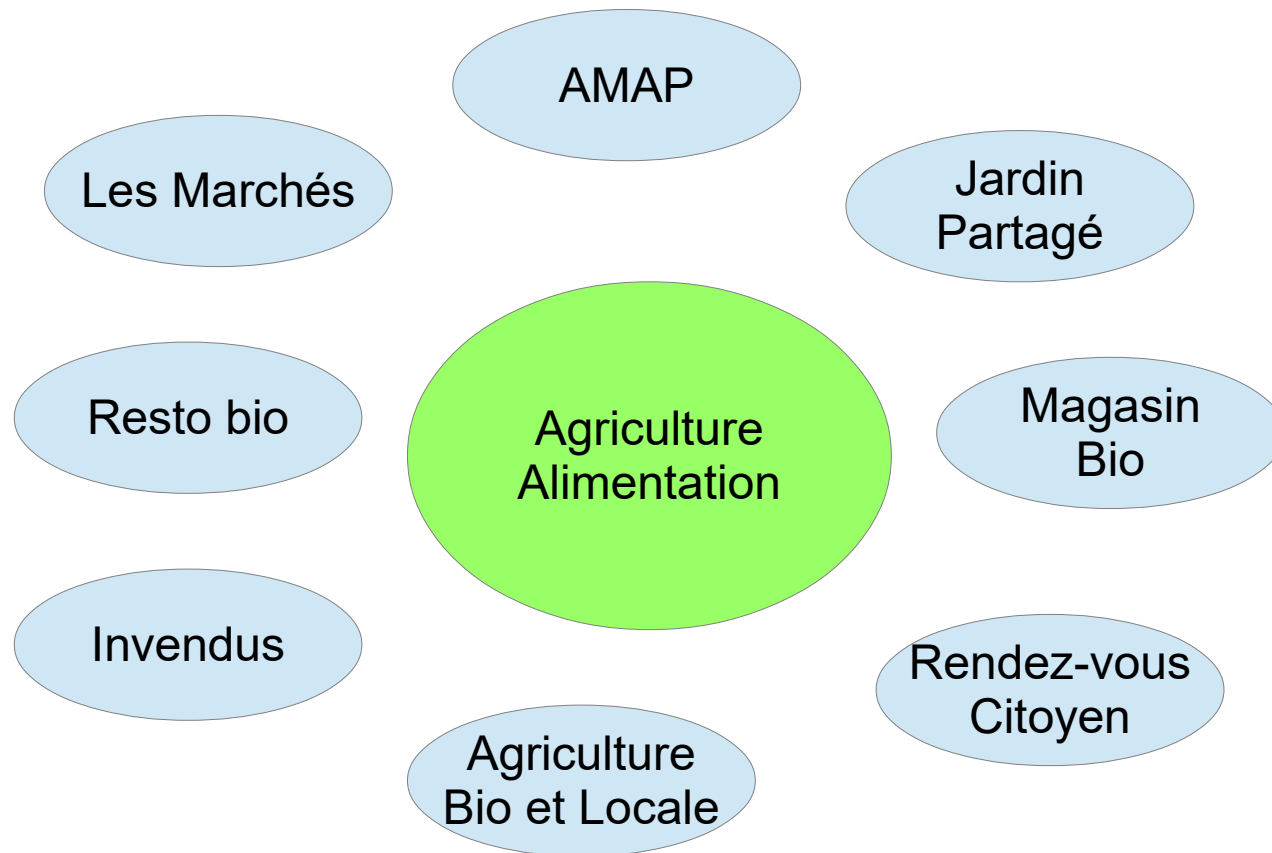 AMAP
Les Marchés
Jardin
Partagé
Resto bio
Agriculture
Alimentation
Magasin
Bio
Invendus
Rendez-vous
Citoyen
Agriculture
Bio et Locale